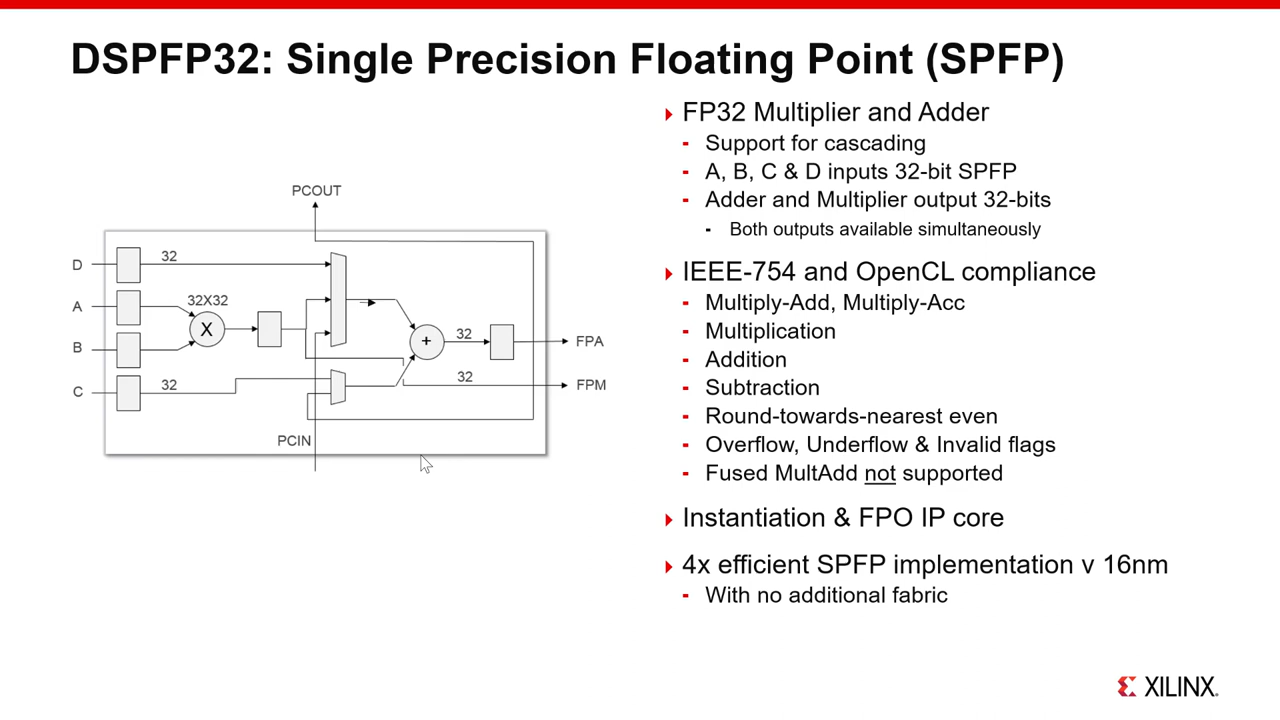 DSPFP32: Single Precision Floating Point (SPFP)
PCOUT
D
32
A
32X32
X
B
C
32
+
32
FPA
32
FPM
PCIN
FP32 Multiplier and Adder
- Support for cascading
- A, B, C & D inputs 32-bit SPFP
- Adder and Multiplier output 32-bits
- Both outputs available simultaneously
IEEE-754 and OpenCL compliance
- Multiply-Add, Multiply-Acc
- Multiplication
- Addition
- Subtraction
- Round-towards-nearest even
- Overflow, Underflow & Invalid flags
- Fused MultAdd not supported
Instantiation & FPO IP core
4x efficient SPFP implementation v 16nm
- With no additional fabric
XILINX.